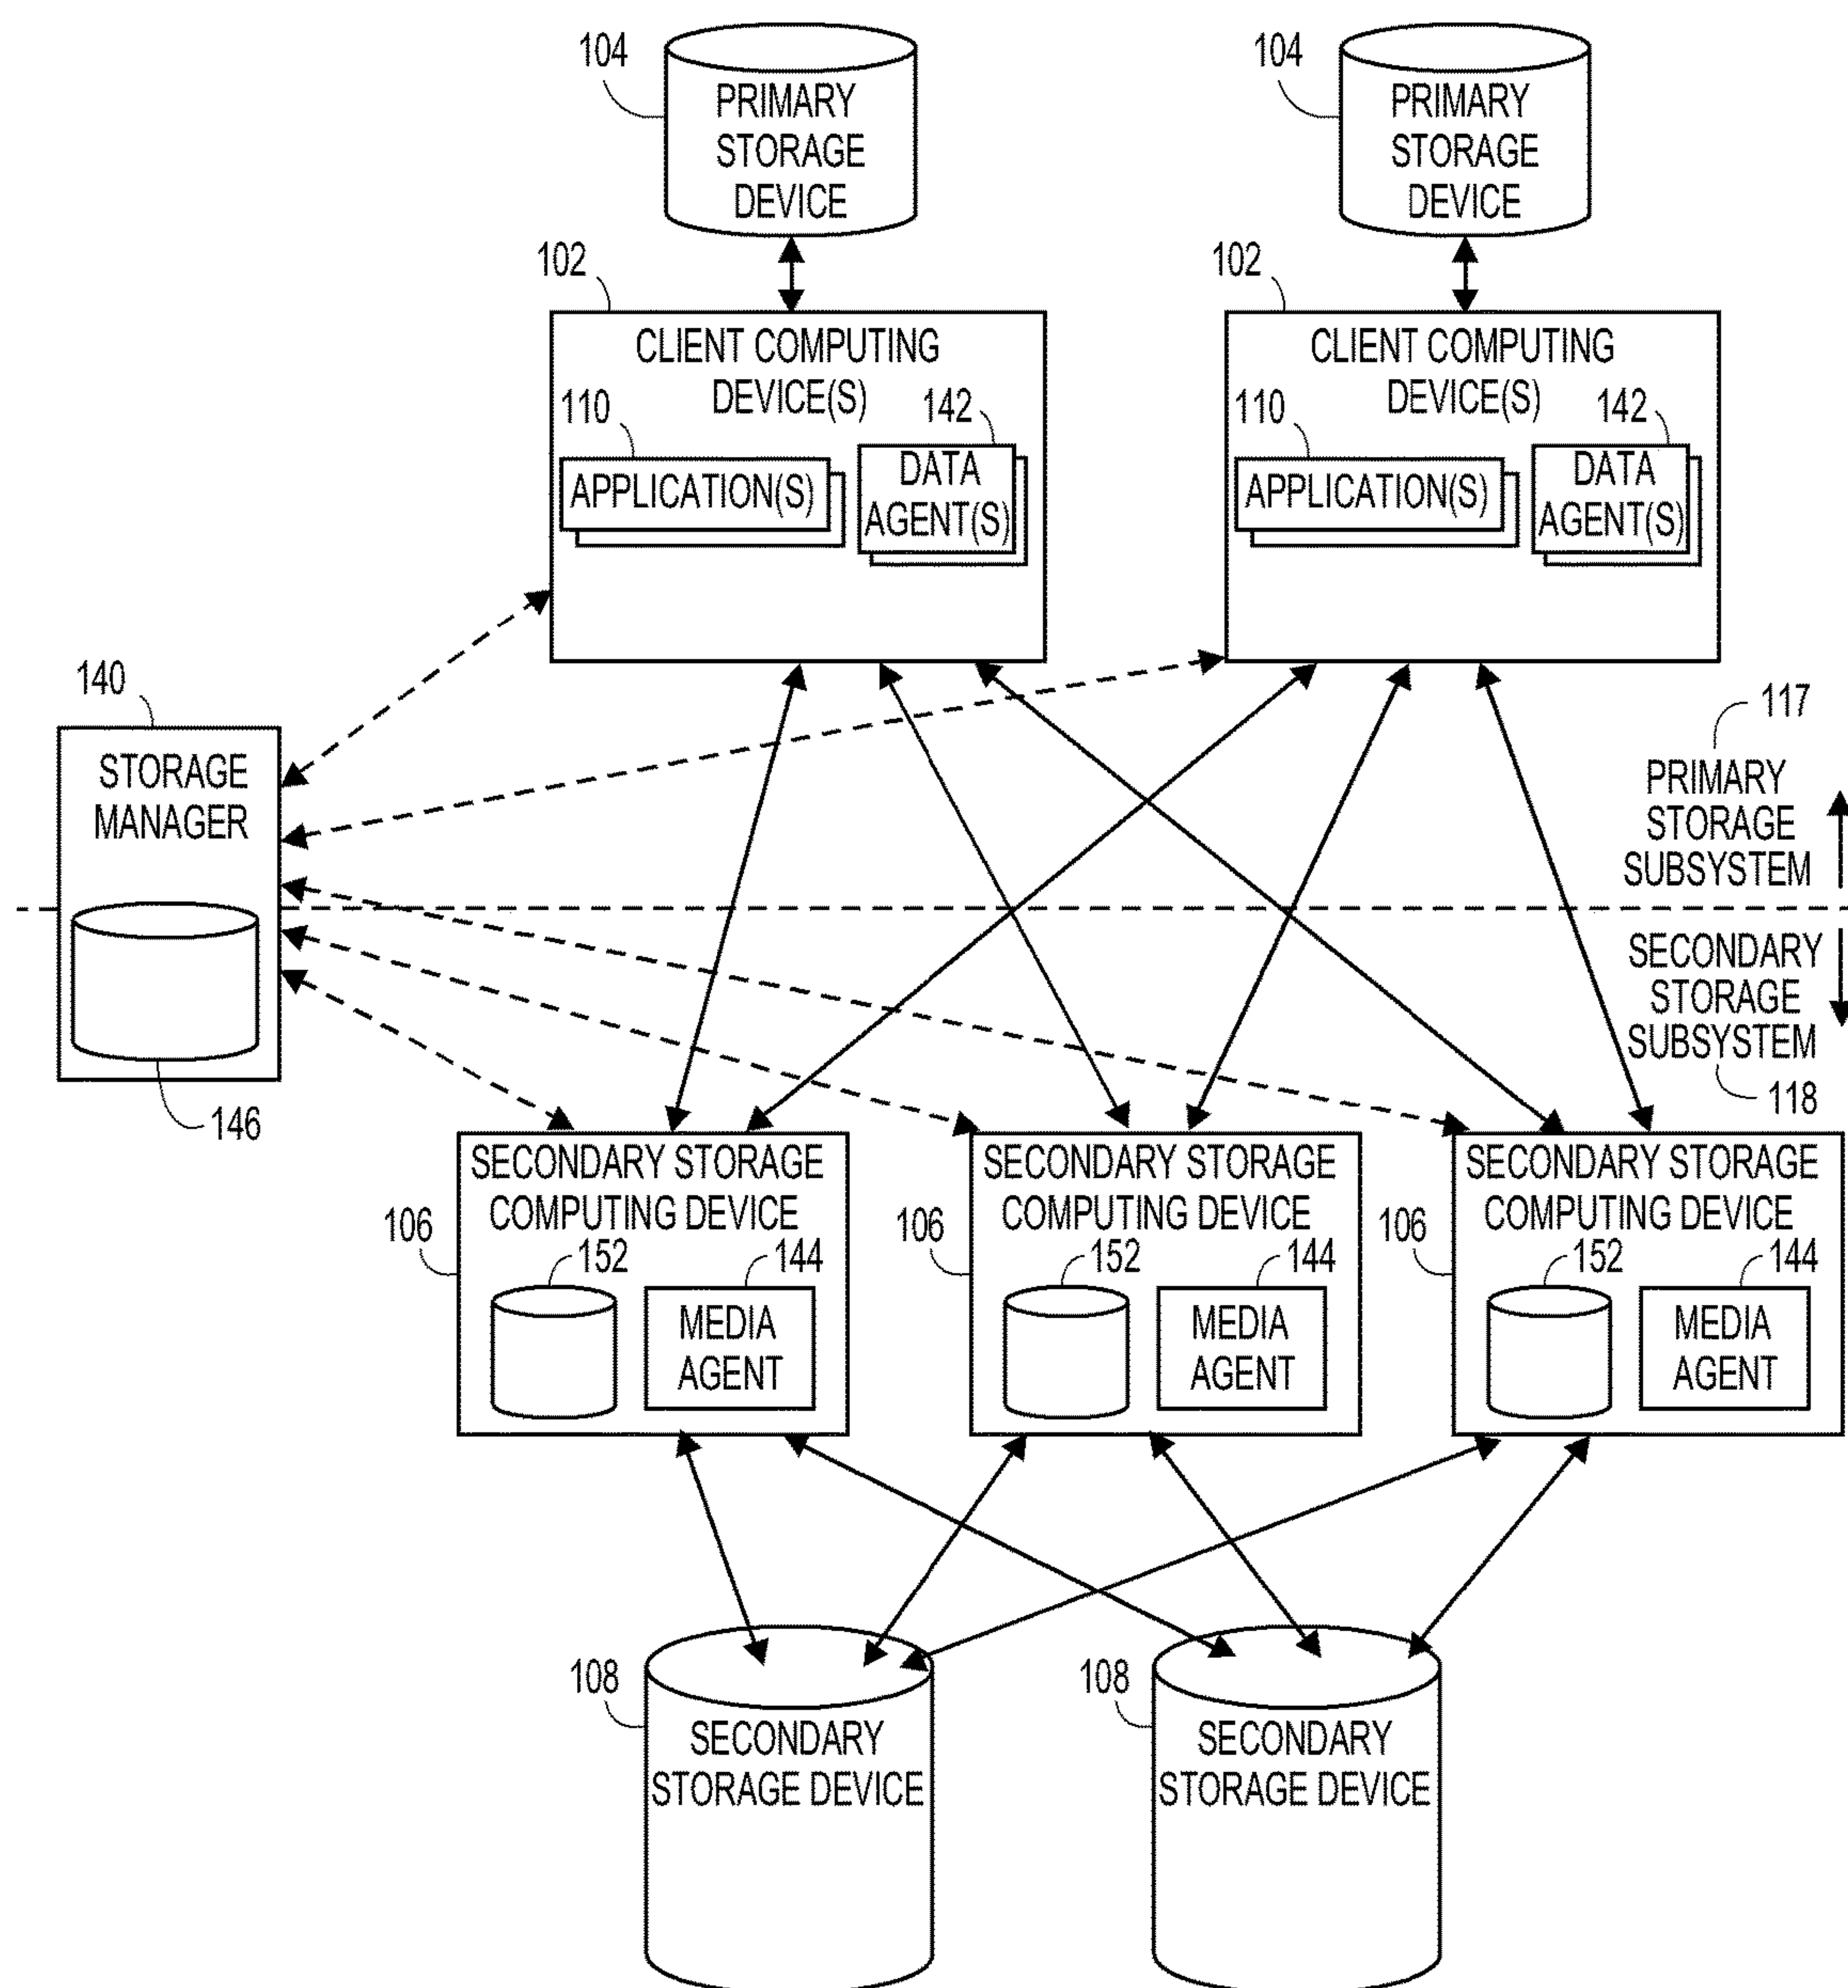 104
PRIMARY
STORAGE
DEVICE
104
PRIMARY
STORAGE
DEVICE
102
CLIENT COMPUTING
DEVICE(S)
110
142
APPLICATION(S)
DATA
AGENT(S)
102
CLIENT COMPUTING
DEVICE(S)
110
142
APPLICATION(S)
DATA
AGENT(S)
140
STORAGE
MANAGER
146
117
PRIMARY
STORAGE
SUBSYSTEM
SECONDARY
STORAGE
SUBSYSTEM
118
SECONDARY STORAGE
COMPUTING DEVICE
106
152
144
MEDIA
AGENT
SECONDARY STORAGE
COMPUTING DEVICE
106
152
144
MEDIA
AGENT
SECONDARY STORAGE
COMPUTING DEVICE
106
152
144
MEDIA
AGENT
108
SECONDARY
STORAGE DEVICE
108
SECONDARY
STORAGE DEVICE